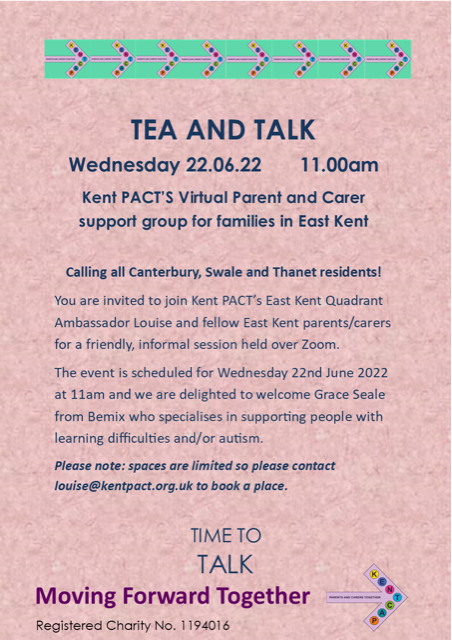 TEA AND TALK
Wednesday 22.06.22 11.00am
Kent PACT'S Virtual Parent and Carer
support group for families in East Kent
Calling all Canterbury, Swale and Thanet residents!
You are invited to join Kent PACT's East Kent Quadrant
Ambassador Louise and fellow East Kent parents/carers
for a friendly, informal session held over Zoom.
The event is scheduled for Wednesday 22nd June 2022
at 11am and we are delighted to welcome Grace Seale
from Bemix who specialises in supporting people with
learning difficulties and/or autism.
Please note: spaces are limited so please contact
louise@kentpact.org.uk to book a place.
TIME TO
TALK
Moving Forward Together
Registered Charity No. 1194016
PARENTS AND CARERS TOGETHER
KENT
PACT